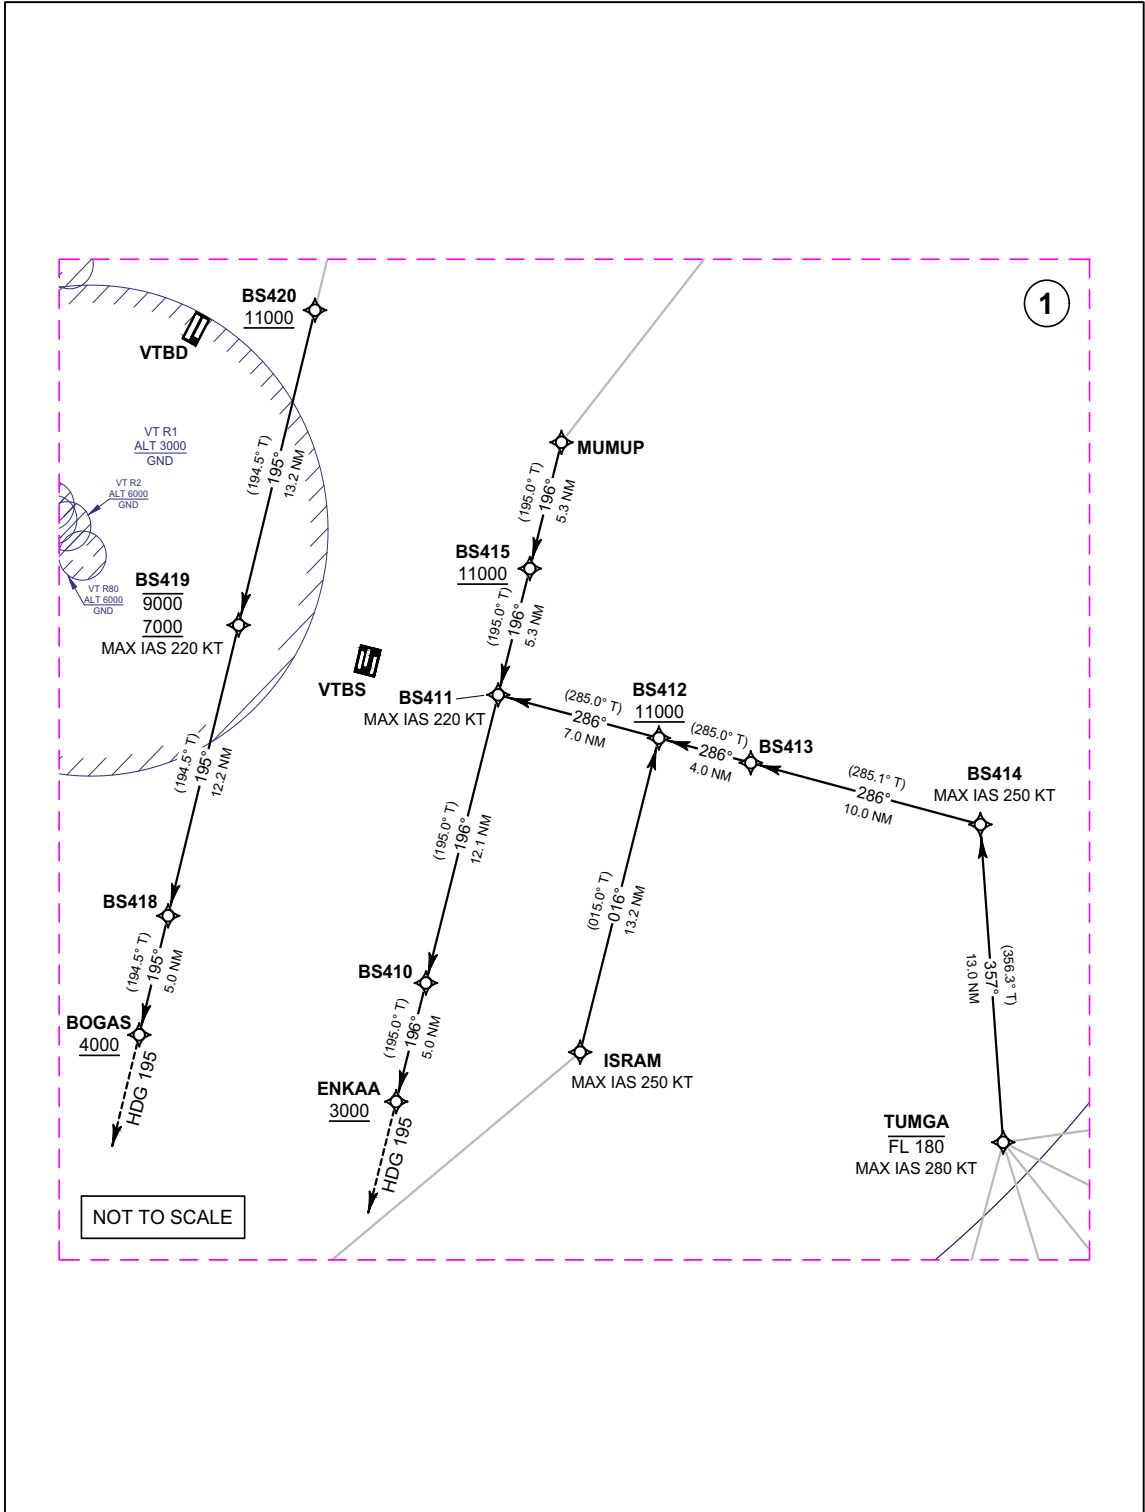 1
BS420
11000
VTBD
VT R1
ALT 3000
GND
(194.5° T)
195°
13.2 NM
MUMUP
(195.0° T)
196°
5.3 NM
VT R2
ALT 6000
GND
BS415
11000
VT R80
ALT 6000
GND
BS419
9000
7000
MAX IAS 220 KT
(195.0° T)
196°
5.3 NM
VTBS
BS411
MAX IAS 220 KT
(285.0° T)
286°
7.0 NM
BS412
11000
(285.0° T)
286°
4.0 NM
BS413
(285.1° T)
286°
10.0 NM
BS414
MAX IAS 250 KT
(194.5° T)
195°
12.2 NM
(195.0° T)
196°
12.1 NM
(015.0° T)
016°
13.2 NM
BS418
(194.5° T)
195°
5.0 NM
BS410
(195.0° T)
196°
5.0 NM
(356.3° T)
357°
13.0 NM
BOGAS
4000
HDG 195
ISRAM
MAX IAS 250 KT
ENKAA
3000
HDG 195
TUMGA
FL 180
MAX IAS 280 KT
NOT TO SCALE